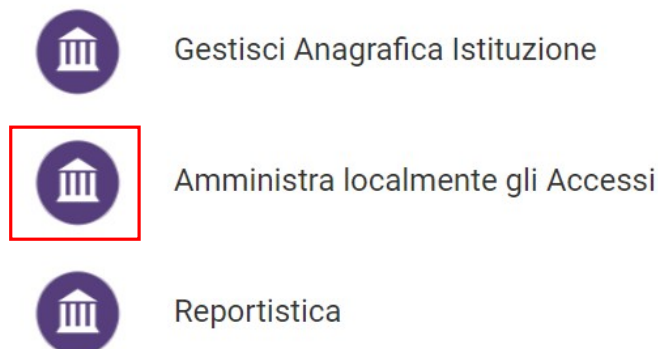 Gestisci Anagrafica Istituzione
Amministra localmente gli Accessi
Reportistica